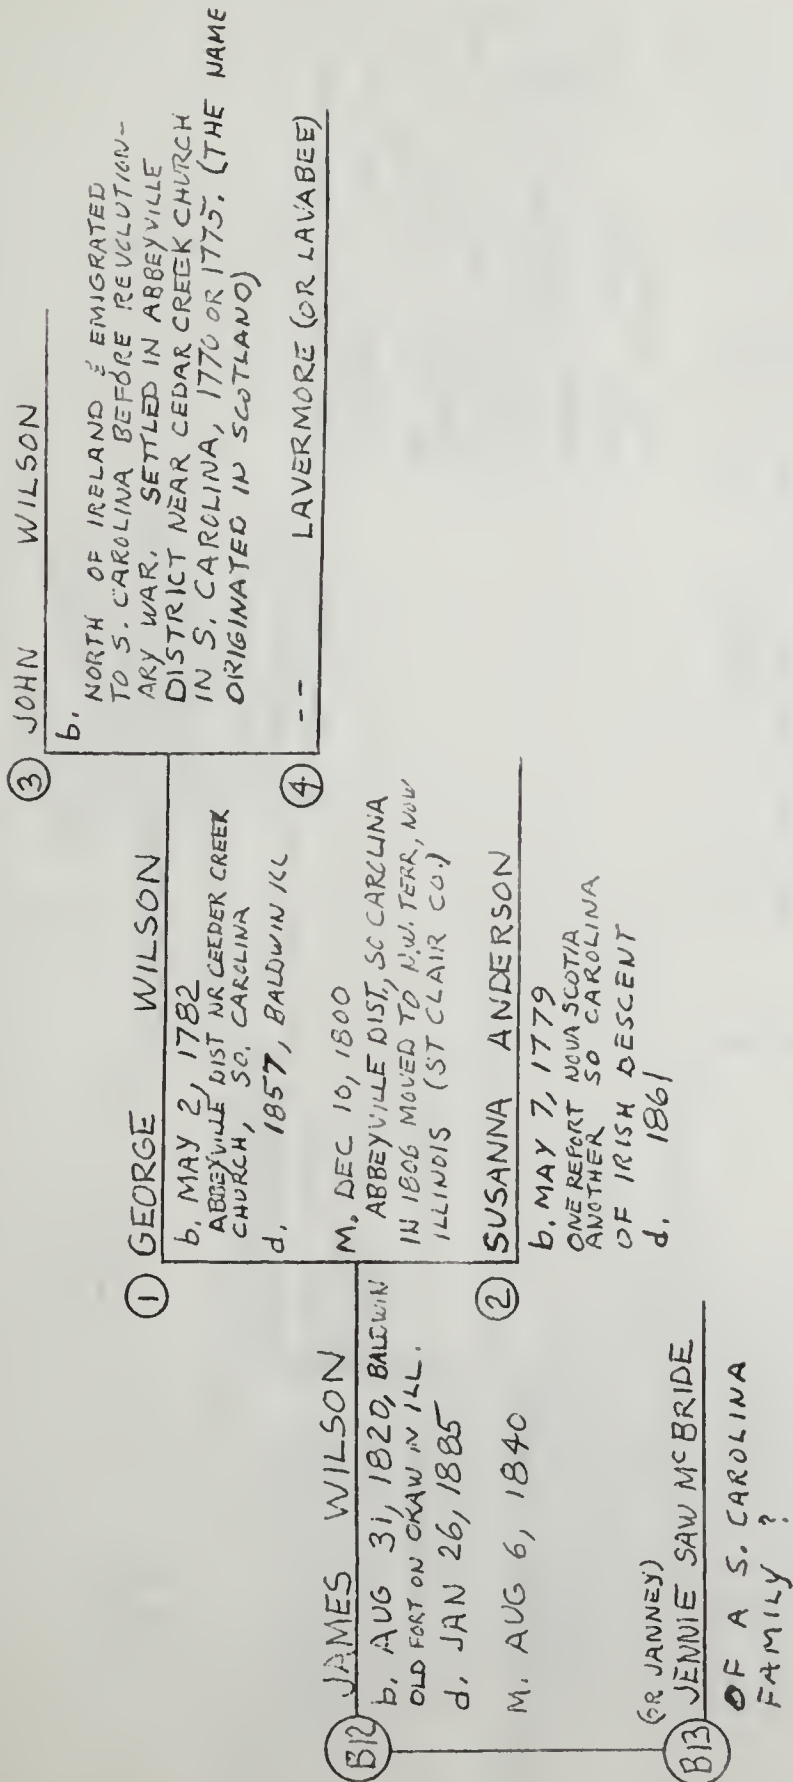 ③ JOHN WILSON
b.
NORTH OF IRELAND & EMIGRATED
TO S. CAROLINA BEFORE REVOLUTION-
ARY WAR. SETTLED IN ABBEYVILLE
DISTRICT NEAR CEDAR CREEK CHURCH
IN S. CAROLINA, 1770 OR 1775. (THE NAME
ORIGINATED IN SCOTLAND)
④ -- LAVERMORE (OR LAVABEE)
① GEORGE WILSON
b. MAY 2, 1782
ABBEYVILLE DIST NR CEEDER CREEK
CHURCH, SO. CAROLINA
d. 1857, BALDWIN ILL
M. DEC 10, 1800
ABBEYVILLE DIST, SO CAROLINA
IN 1806 MOVED TO N.W. TERR, NOW
ILLINOIS (ST CLAIR CO.)
② SUSANNA ANDERSON
b. MAY 7, 1779
ONE REPORT NOVA SCOTIA
ANOTHER SO CAROLINA
OF IRISH DESCENT
d. 1861
B12 JAMES WILSON
b. AUG 31, 1820, BALDWIN
OLD FORT ON OKAW IN ILL.
d. JAN 26, 1885
M. AUG 6, 1840
(OR JANNEY)
B13 JENNIE SAW McBRIDE
OF A S. CAROLINA
FAMILY ?